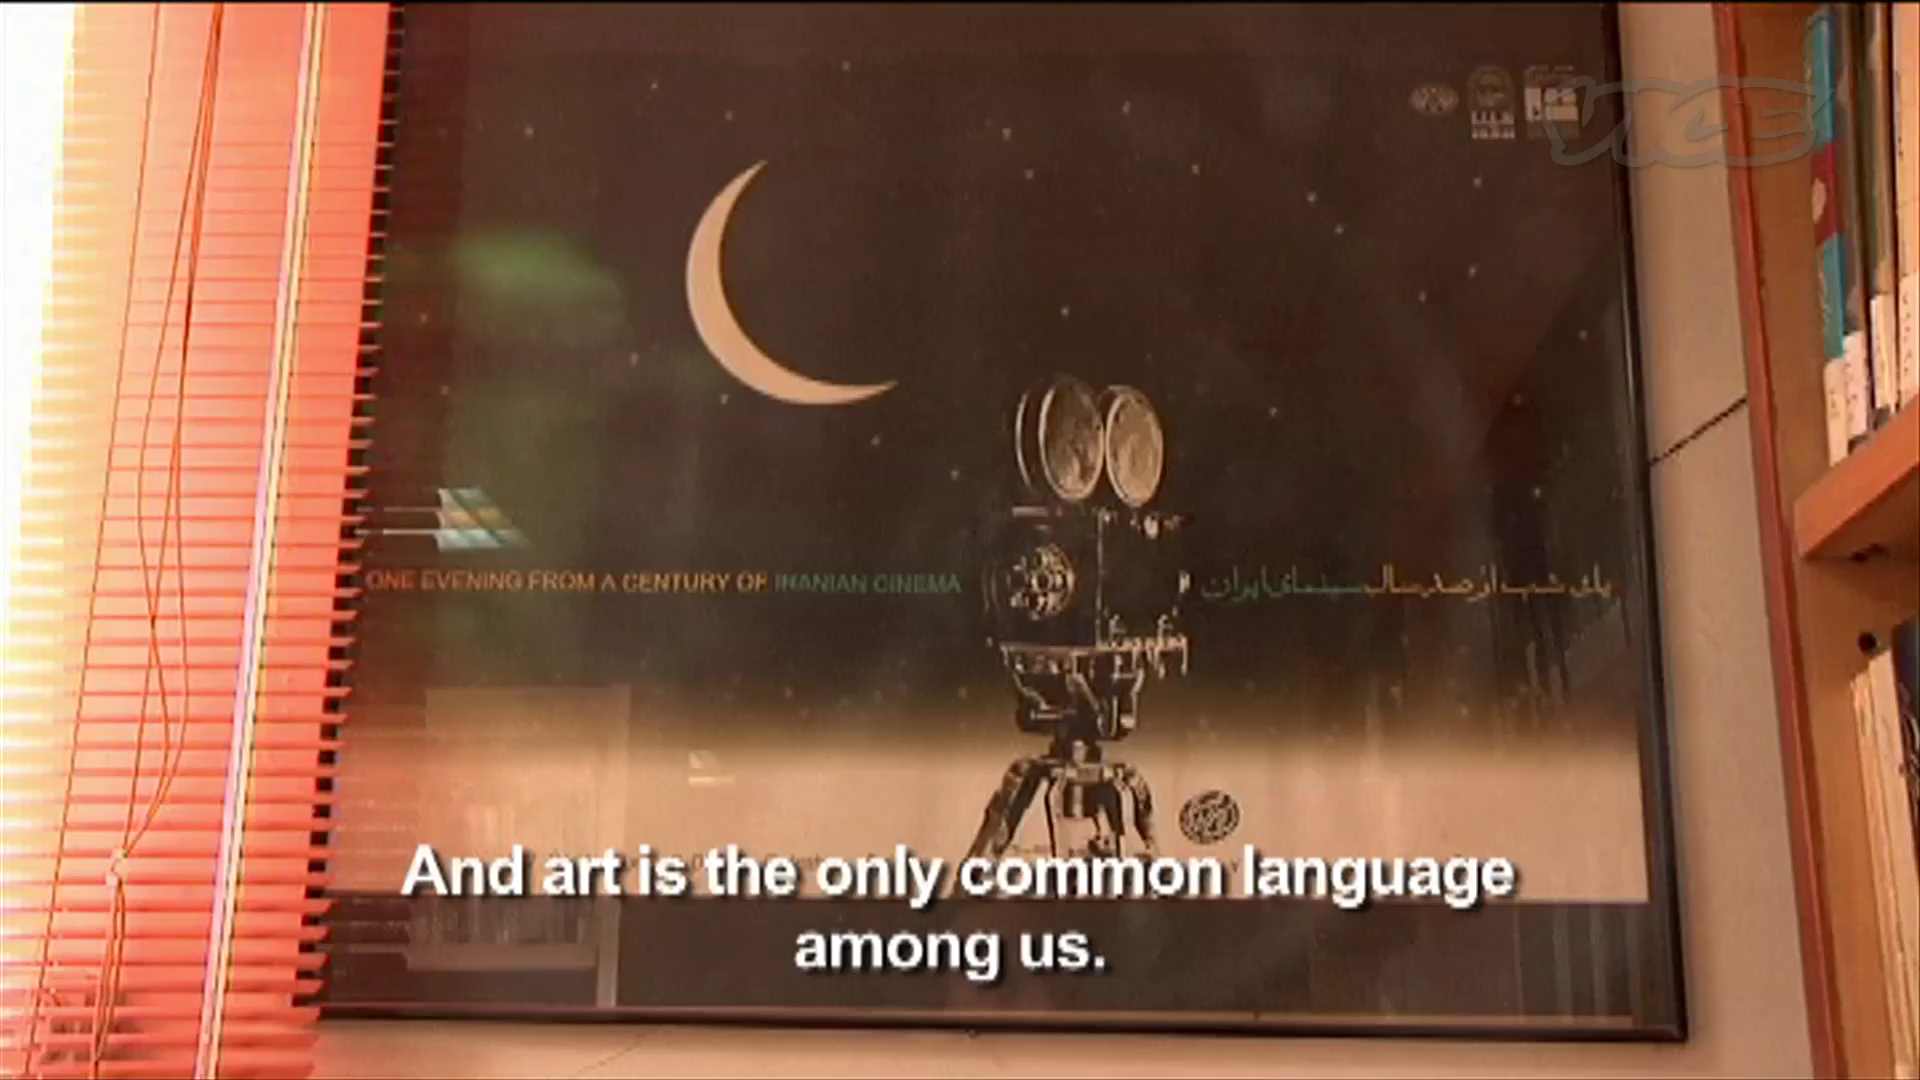 VICE
ONE EVENING FROM A CENTURY OF IRANIAN CINEMA
یک شب از صد سال سینمای ایران
And art is the only common language
among us.